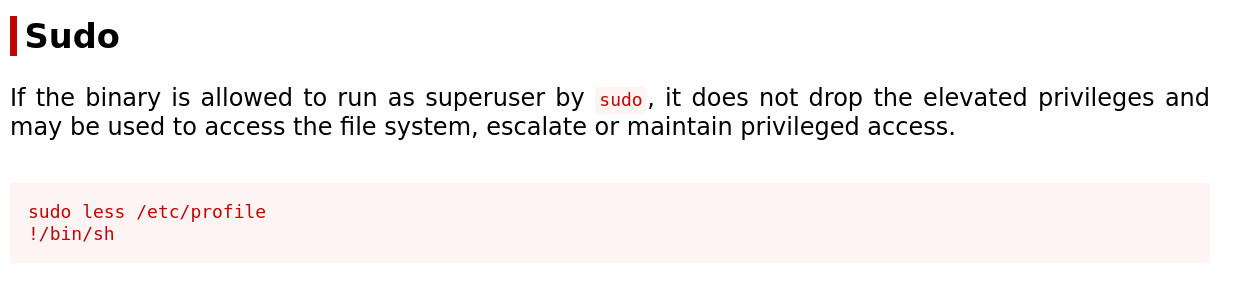 Sudo
If the binary is allowed to run as superuser by sudo, it does not drop the elevated privileges and
may be used to access the file system, escalate or maintain privileged access.
sudo less /etc/profile
!/bin/sh